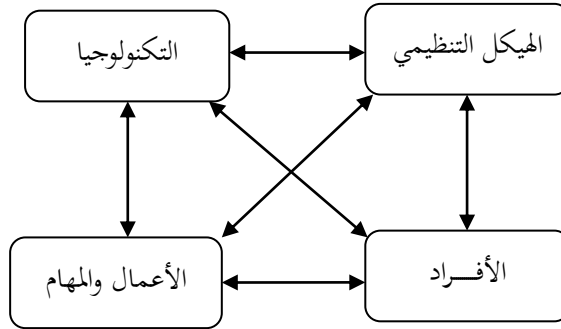 الهيكل التنظيمي
التكنولوجيا
الأفـــراد
الأعمال والمهام